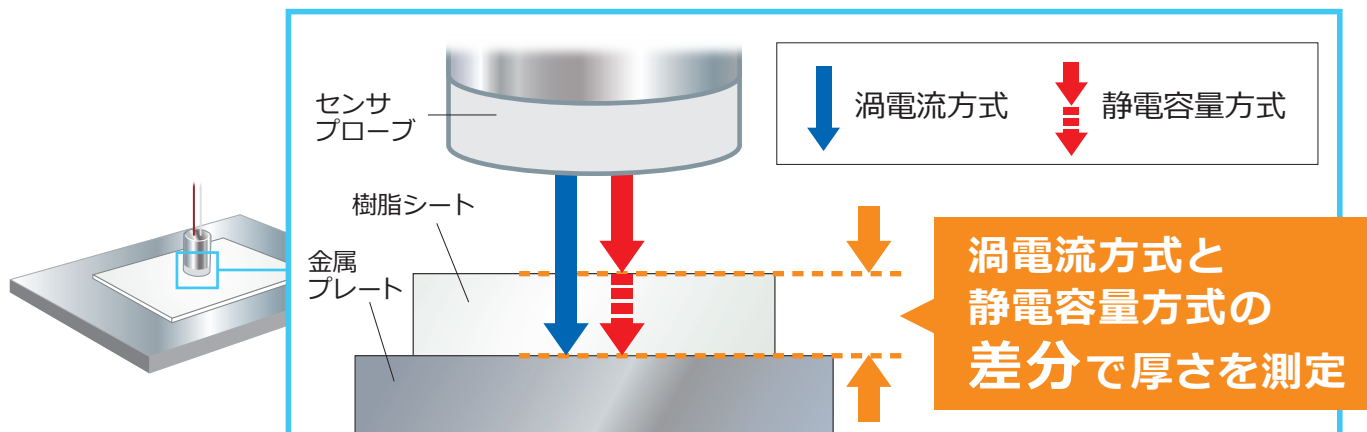 センサ
プローブ
渦電流方式
静電容量方式
樹脂シート
金属
プレート
渦電流方式と
静電容量方式の
差分で厚さを測定